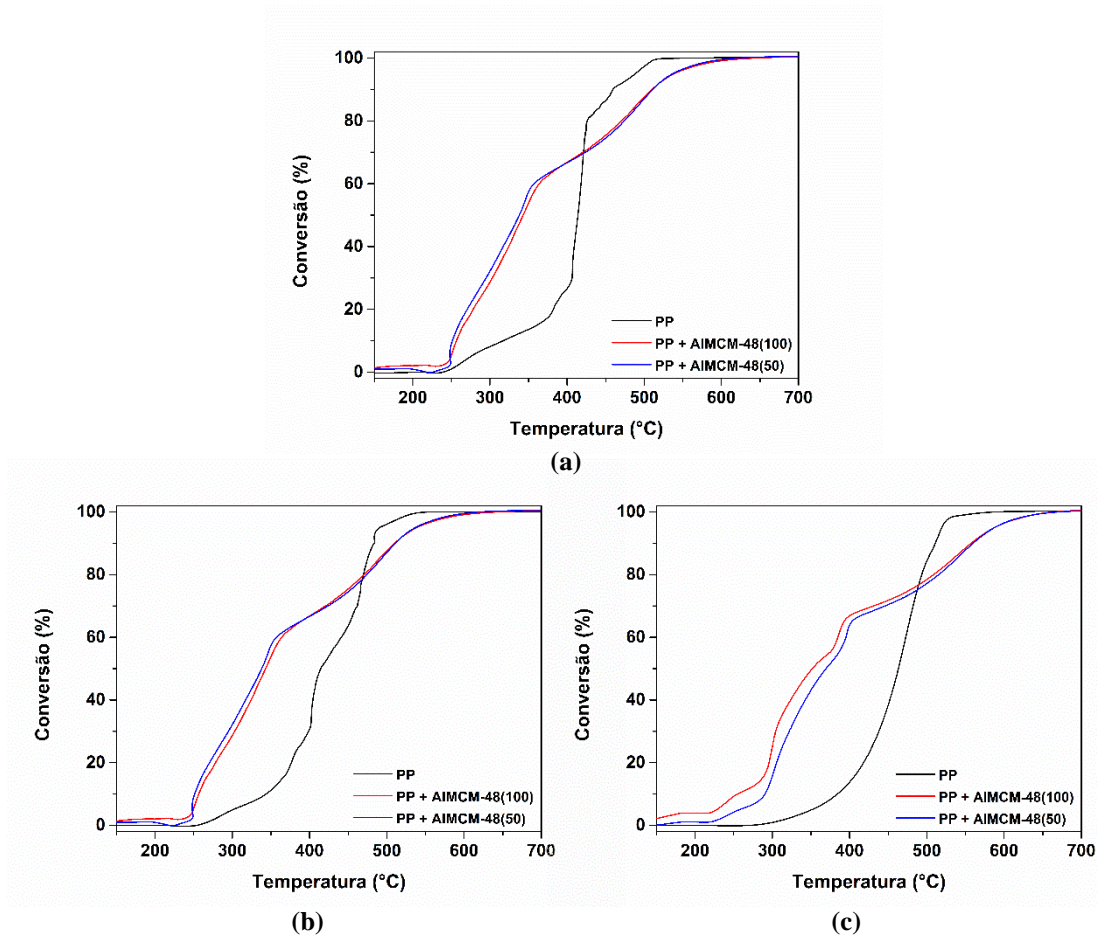 100
80
60
40
20
0
Conversão (%)
PP
PP + AlMCM-48(100)
PP + AlMCM-48(50)
200 300 400 500 600 700
Temperatura (°C)
(a)
100
80
60
40
20
0
Conversão (%)
PP
PP + AlMCM-48(100)
PP + AlMCM-48(50)
200 300 400 500 600 700
Temperatura (°C)
(b)
100
80
60
40
20
0
Conversão (%)
PP
PP + AlMCM-48(100)
PP + AlMCM-48(50)
200 300 400 500 600 700
Temperatura (°C)
(c)